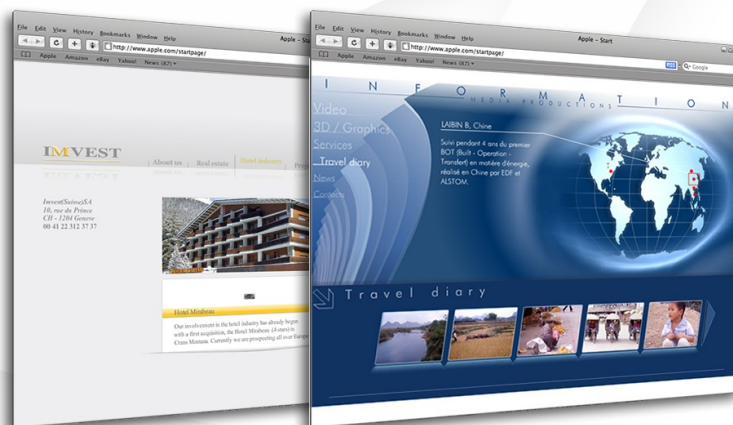 File Edit View History Bookmarks Window Help
http://www.apple.com/startpage/
Apple Amazon eBay Yahoo! News (87)
IMVEST
About us | Real estate | Hotel industry
Imvest(Suisse)SA
10, rue du Prince
CH - 1204 Geneve
00 41 22 312 37 37
Hotel Mirabeau
Our involvement in the hotel industry has already begun
with a first acquisition, the Hotel Mirabeau (4 stars) in
Crans Montana. Currently we are prospecting all over Europe
File Edit View History Bookmarks Window Help
Apple - Start
http://www.apple.com/startpage/
Google
Apple Amazon eBay Yahoo! News (87)
INFORMATION
MEDIA PRODUCTIONS
Video
3D / Graphics
Services
Travel diary
News
Contacts
LAIBIN B, Chine
Suivi pendant 4 ans du premier
BOT (Built - Operation -
Transfert) en matière d'énergie,
réalisé en Chine par EDF et
ALSTOM.
Travel diary